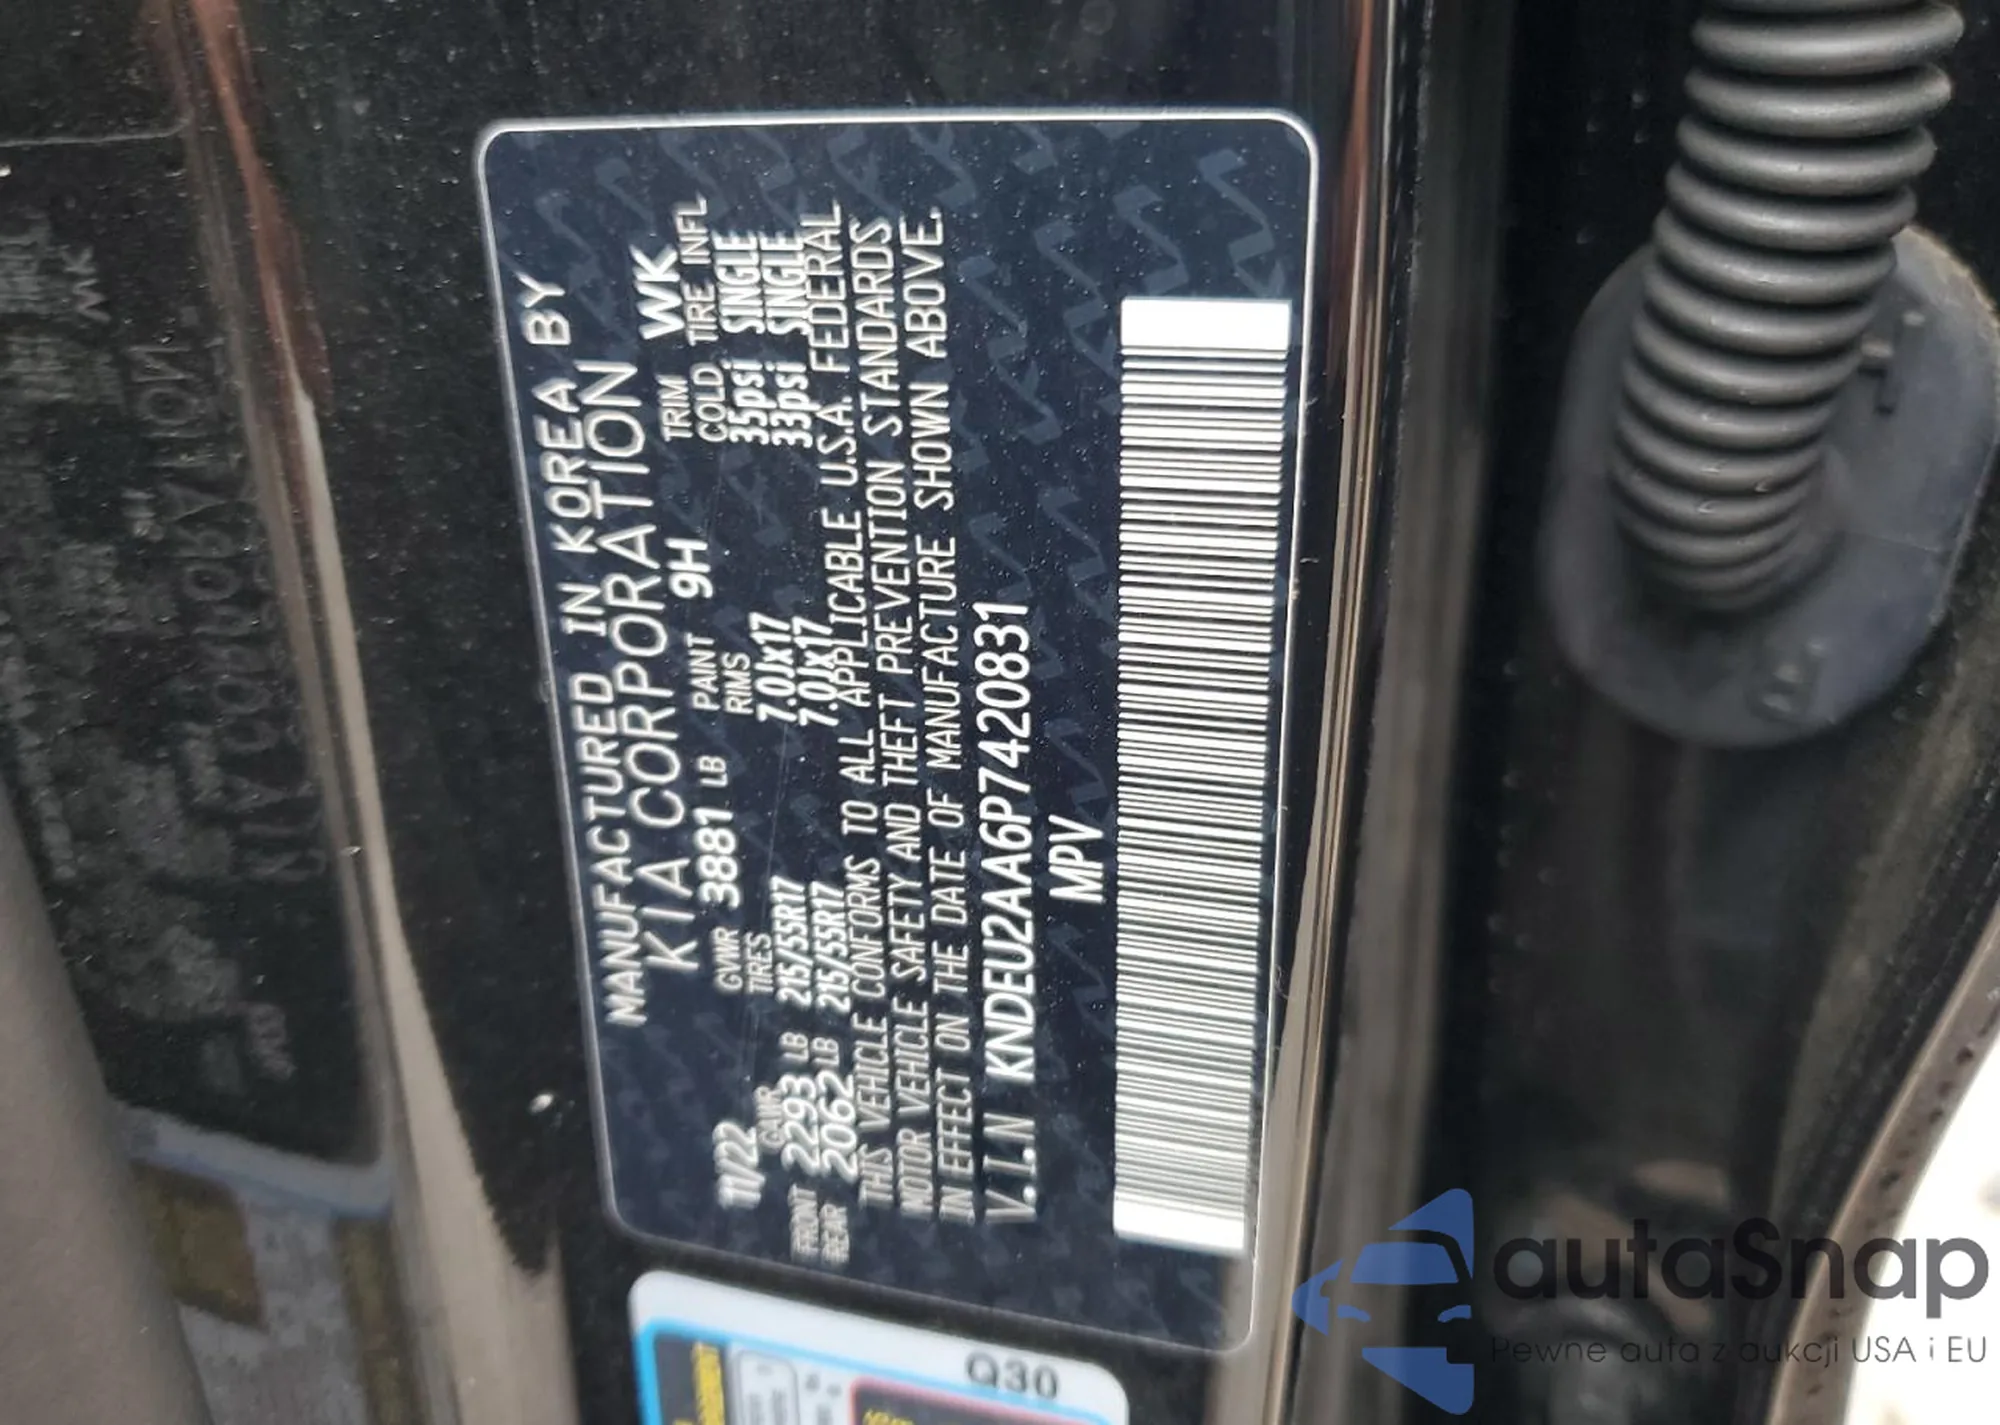 MANUFACTURED IN KOREA BY
KIA CORPORATION
11/22 GVWR 3881 LB PAINT 9H TRIM WK
GAWR TIRES RIMS COLD TIRE INFL
FRONT 2293 LB 215/55R17 7.0Jx17 35psi SINGLE
REAR 2062 LB 215/55R17 7.0Jx17 33psi SINGLE
THIS VEHICLE CONFORMS TO ALL APPLICABLE U.S.A. FEDERAL
MOTOR VEHICLE SAFETY AND THEFT PREVENTION STANDARDS
IN EFFECT ON THE DATE OF MANUFACTURE SHOWN ABOVE.
V.I.N KNDEU2AA6P7420831
MPV
Q30
autaSnap
Pewne auta z aukcji USA i EU